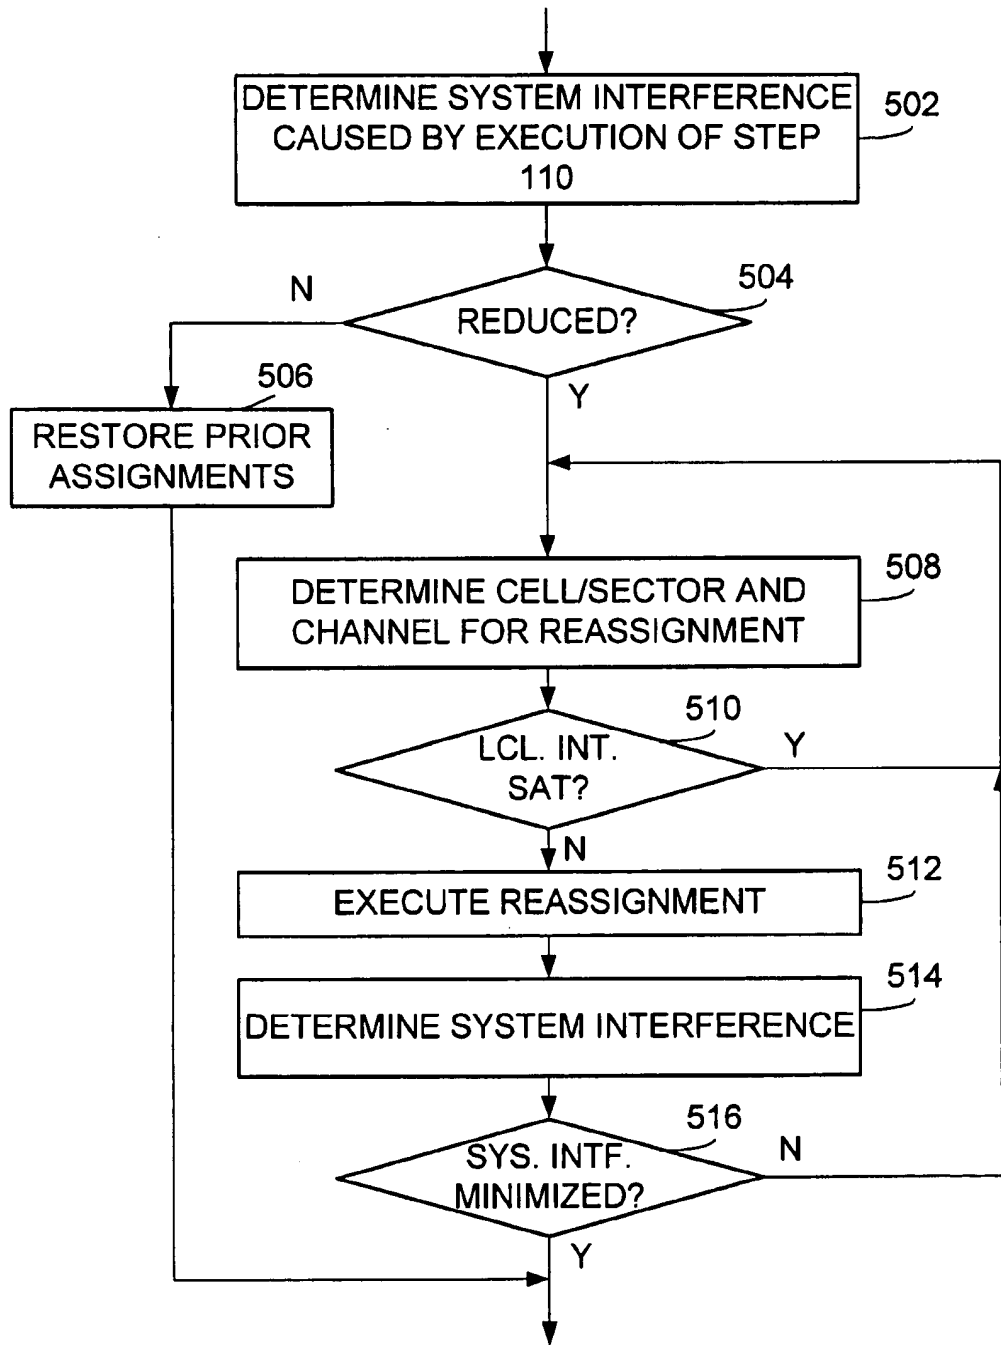 DETERMINE SYSTEM INTERFERENCE
CAUSED BY EXECUTION OF STEP
110
502
504
N
REDUCED?
Y
506
RESTORE PRIOR
ASSIGNMENTS
508
DETERMINE CELL/SECTOR AND
CHANNEL FOR REASSIGNMENT
510
LCL. INT.
SAT?
Y
N
512
EXECUTE REASSIGNMENT
514
DETERMINE SYSTEM INTERFERENCE
516
SYS. INTF.
MINIMIZED?
N
Y